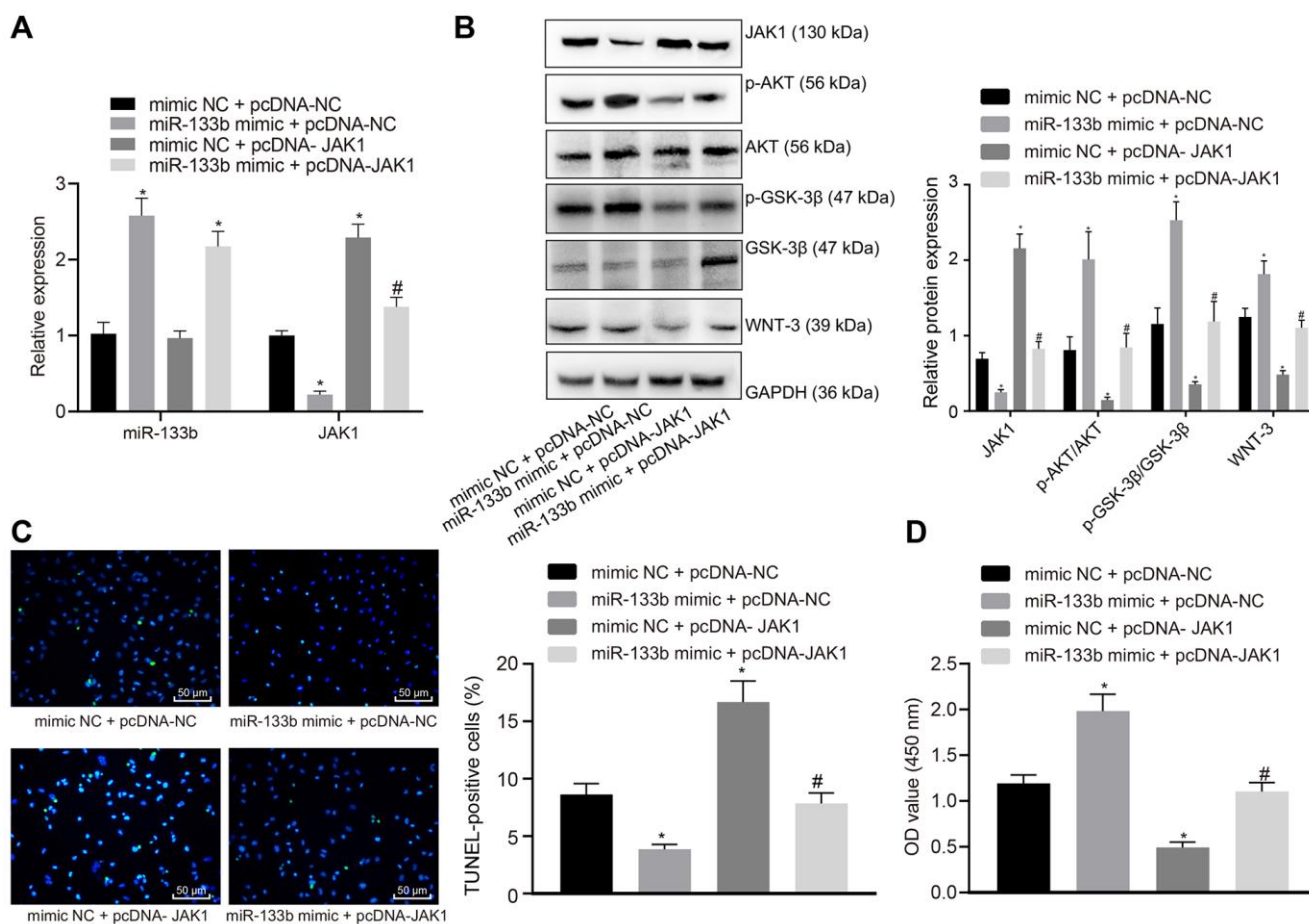 A
mimic NC + pcDNA-NC
miR-133b mimic + pcDNA-NC
mimic NC + pcDNA- JAK1
miR-133b mimic + pcDNA-JAK1
Relative expression
3
2
1
0
*
*
*
*
#
miR-133b
JAK1
B
JAK1 (130 kDa)
p-AKT (56 kDa)
AKT (56 kDa)
p-GSK-3β (47 kDa)
GSK-3β (47 kDa)
WNT-3 (39 kDa)
GAPDH (36 kDa)
mimic NC + pcDNA-NC
miR-133b mimic + pcDNA-NC
mimic NC + pcDNA-JAK1
miR-133b mimic + pcDNA-JAK1
mimic NC + pcDNA-NC
miR-133b mimic + pcDNA-NC
mimic NC + pcDNA- JAK1
miR-133b mimic + pcDNA-JAK1
Relative protein expression
3
2
1
0
*
*
#
*
*
#
*
*
#
*
*
#
JAK1
p-AKT/AKT
p-GSK-3β/GSK-3β
WNT-3
C
50 μm
50 μm
mimic NC + pcDNA-NC
miR-133b mimic + pcDNA-NC
50 μm
50 μm
mimic NC + pcDNA- JAK1
miR-133b mimic + pcDNA-JAK1
mimic NC + pcDNA-NC
miR-133b mimic + pcDNA-NC
mimic NC + pcDNA- JAK1
miR-133b mimic + pcDNA-JAK1
TUNEL-positive cells (%)
20
15
10
5
0
*
*
#
D
mimic NC + pcDNA-NC
miR-133b mimic + pcDNA-NC
mimic NC + pcDNA- JAK1
miR-133b mimic + pcDNA-JAK1
OD value (450 nm)
2.5
2.0
1.5
1.0
0.5
0.0
*
*
#